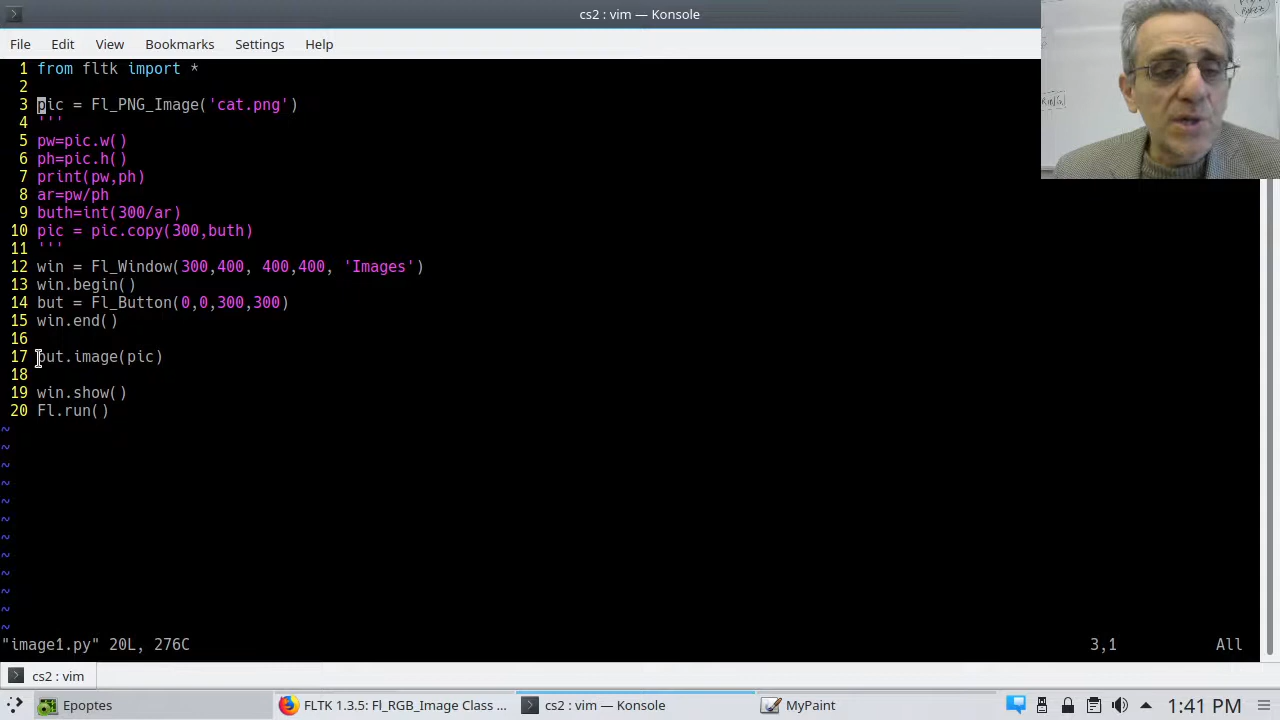 cs2 : vim — Konsole
File Edit View Bookmarks Settings Help
1 from fltk import *
2
3 pic = Fl_PNG_Image('cat.png')
4 '''
5 pw=pic.w()
6 ph=pic.h()
7 print(pw,ph)
8 ar=pw/ph
9 buth=int(300/ar)
10 pic = pic.copy(300,buth)
11 '''
12 win = Fl_Window(300,400, 400,400, 'Images')
13 win.begin()
14 but = Fl_Button(0,0,300,300)
15 win.end()
16
17 but.image(pic)
18
19 win.show()
20 Fl.run()
~
~
~
~
~
~
~
~
~
~
~
"image1.py" 20L, 276C 3,1 All
cs2 : vim
Epoptes FLTK 1.3.5: Fl_RGB_Image Class ... cs2 : vim — Konsole MyPaint 1:41 PM